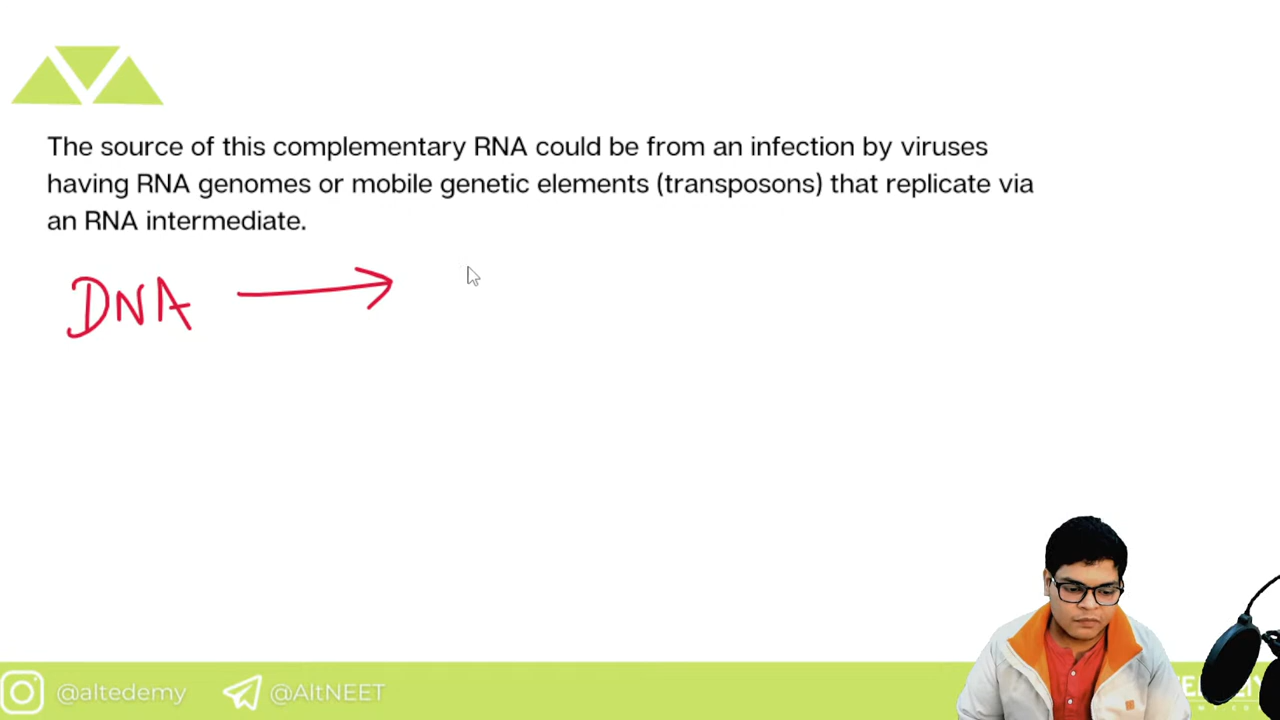 The source of this complementary RNA could be from an infection by viruses
having RNA genomes or mobile genetic elements (transposons) that replicate via
an RNA intermediate.
DNA
@altedemy
@AltNEET